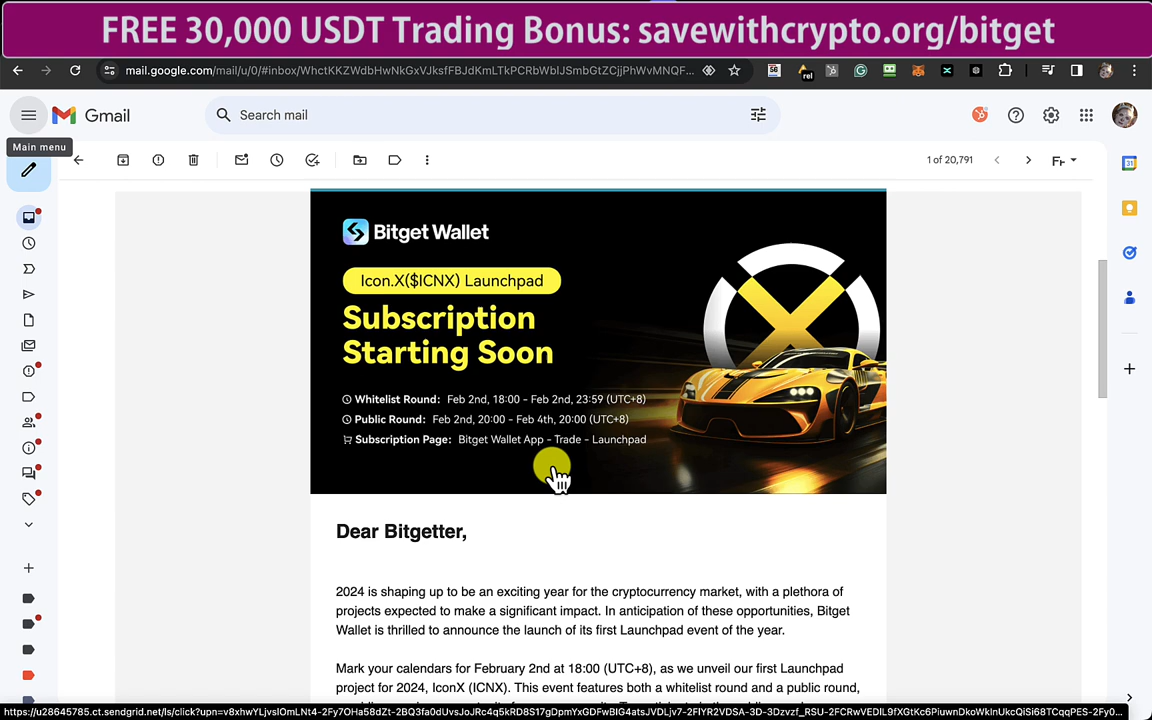 FREE 30,000 USDT Trading Bonus: savewithcrypto.org/bitget
Gmail
Search mail
Main menu
1 of 20,791
Bitget Wallet
Icon.X($ICNX) Launchpad
Subscription
Starting Soon
Whitelist Round: Feb 2nd, 18:00 - Feb 2nd, 23:59 (UTC+8)
Public Round: Feb 2nd, 20:00 - Feb 4th, 20:00 (UTC+8)
Subscription Page: Bitget Wallet App - Trade - Launchpad
Dear Bitgetter,
2024 is shaping up to be an exciting year for the cryptocurrency market, with a plethora of
projects expected to make a significant impact. In anticipation of these opportunities, Bitget
Wallet is thrilled to announce the launch of its first Launchpad event of the year.
Mark your calendars for February 2nd at 18:00 (UTC+8), as we unveil our first Launchpad
project for 2024, IconX (ICNX). This event features both a whitelist round and a public round,